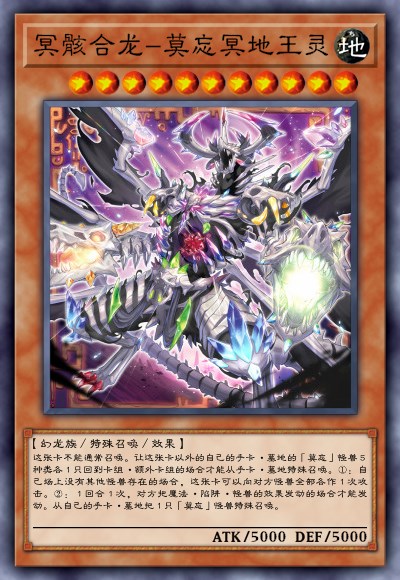 冥骸合龙-莫忘冥地王灵
地
【幻龙族/特殊召唤/效果】
这张卡不能通常召唤。让这张卡以外的自己的手卡·墓地的「莫忘」怪兽5
种类各1只回到卡组·额外卡组的场合才能从手卡·墓地特殊召唤。①：自
己场上没有其他怪兽存在的场合，这张卡可以向对方怪兽全部各作1次攻
击。②：1回合1次，对方把魔法·陷阱·怪兽的效果发动的场合才能发
动。从自己的手卡·墓地把1只「莫忘」怪兽特殊召唤。
ATK/5000 DEF/5000